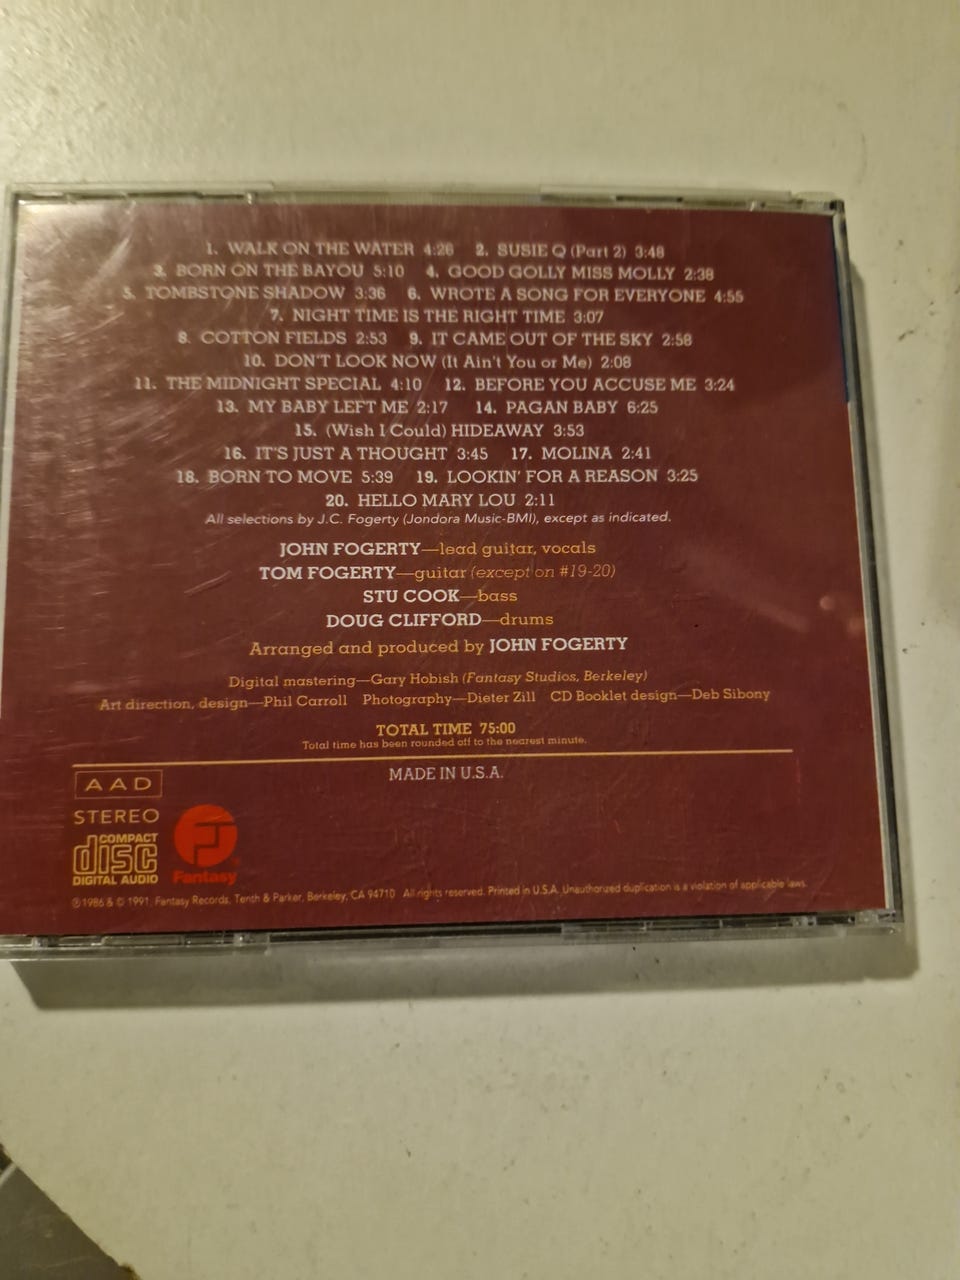 1. WALK ON THE WATER 4:26 2. SUSIE Q (Part 2) 3:48
3. BORN ON THE BAYOU 5:10 4. GOOD GOLLY MISS MOLLY 2:38
5. TOMBSTONE SHADOW 3:36 6. WROTE A SONG FOR EVERYONE 4:55
7. NIGHT TIME IS THE RIGHT TIME 3:07
8. COTTON FIELDS 2:53 9. IT CAME OUT OF THE SKY 2:58
10. DON'T LOOK NOW (It Ain't You or Me) 2:08
11. THE MIDNIGHT SPECIAL 4:10 12. BEFORE YOU ACCUSE ME 3:24
13. MY BABY LEFT ME 2:17 14. PAGAN BABY 6:25
15. (Wish I Could) HIDEAWAY 3:53
16. IT'S JUST A THOUGHT 3:45 17. MOLINA 2:41
18. BORN TO MOVE 5:39 19. LOOKIN' FOR A REASON 3:25
20. HELLO MARY LOU 2:11
All selections by J.C. Fogerty (Jondora Music-BMI), except as indicated.
JOHN FOGERTY—lead guitar, vocals
TOM FOGERTY—guitar (except on #19-20)
STU COOK—bass
DOUG CLIFFORD—drums
Arranged and produced by JOHN FOGERTY
Digital mastering—Gary Hobish (Fantasy Studios, Berkeley)
Art direction, design—Phil Carroll Photography—Dieter Zill CD Booklet design—Deb Sibony
TOTAL TIME 75:00
Total time has been rounded off to the nearest minute.
MADE IN U.S.A.
AAD
STEREO
COMPACT
disc
DIGITAL AUDIO
Fantasy
℗1986 & © 1991, Fantasy Records, Tenth & Parker, Berkeley, CA 94710 All rights reserved. Printed in U.S.A. Unauthorized duplication is a violation of applicable laws.